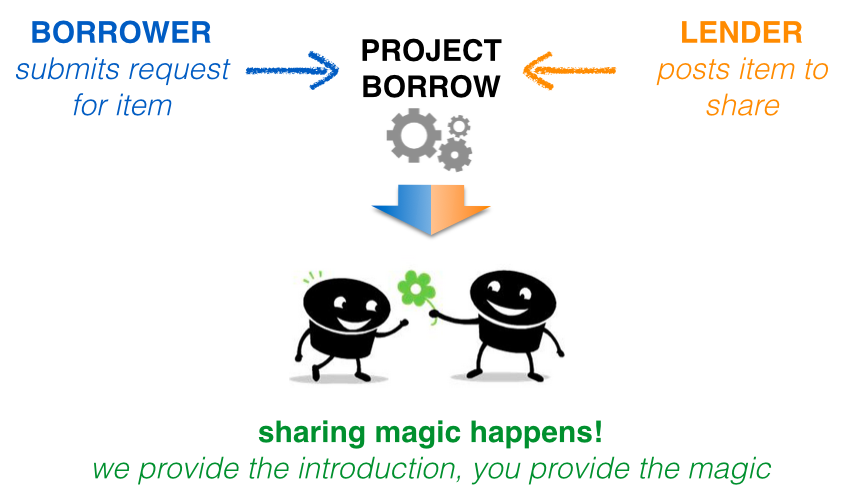 BORROWER
submits request
for item
PROJECT
BORROW
LENDER
posts item to
share
sharing magic happens!
we provide the introduction, you provide the magic